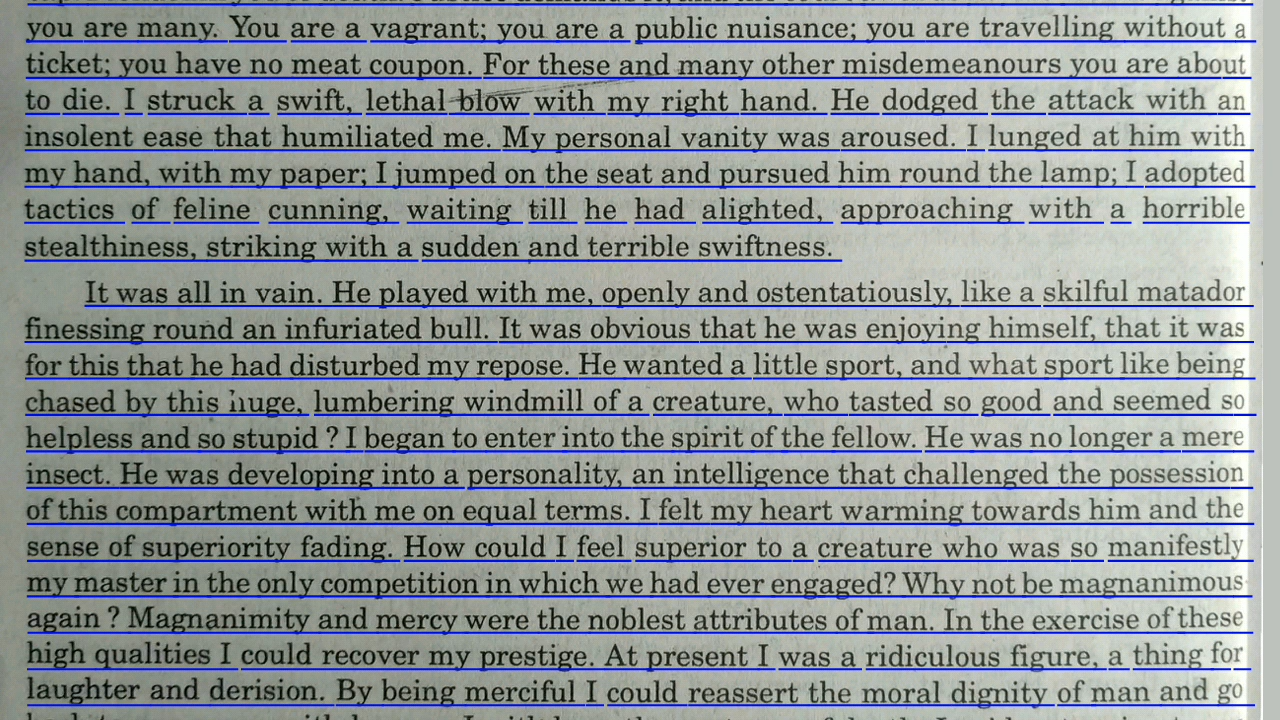 you are many. You are a vagrant; you are a public nuisance; you are travelling without a
ticket; you have no meat coupon. For these and many other misdemeanours you are about
to die. I struck a swift, lethal blow with my right hand. He dodged the attack with an
insolent ease that humiliated me. My personal vanity was aroused. I lunged at him with
my hand, with my paper; I jumped on the seat and pursued him round the lamp; I adopted
tactics of feline cunning, waiting till he had alighted, approaching with a horrible
stealthiness, striking with a sudden and terrible swiftness.
It was all in vain. He played with me, openly and ostentatiously, like a skilful matador
finessing round an infuriated bull. It was obvious that he was enjoying himself, that it was
for this that he had disturbed my repose. He wanted a little sport, and what sport like being
chased by this huge, lumbering windmill of a creature, who tasted so good and seemed so
helpless and so stupid ? I began to enter into the spirit of the fellow. He was no longer a mere
insect. He was developing into a personality, an intelligence that challenged the possession
of this compartment with me on equal terms. I felt my heart warming towards him and the
sense of superiority fading. How could I feel superior to a creature who was so manifestly
my master in the only competition in which we had ever engaged? Why not be magnanimous
again ? Magnanimity and mercy were the noblest attributes of man. In the exercise of these
high qualities I could recover my prestige. At present I was a ridiculous figure, a thing for
laughter and derision. By being merciful I could reassert the moral dignity of man and go